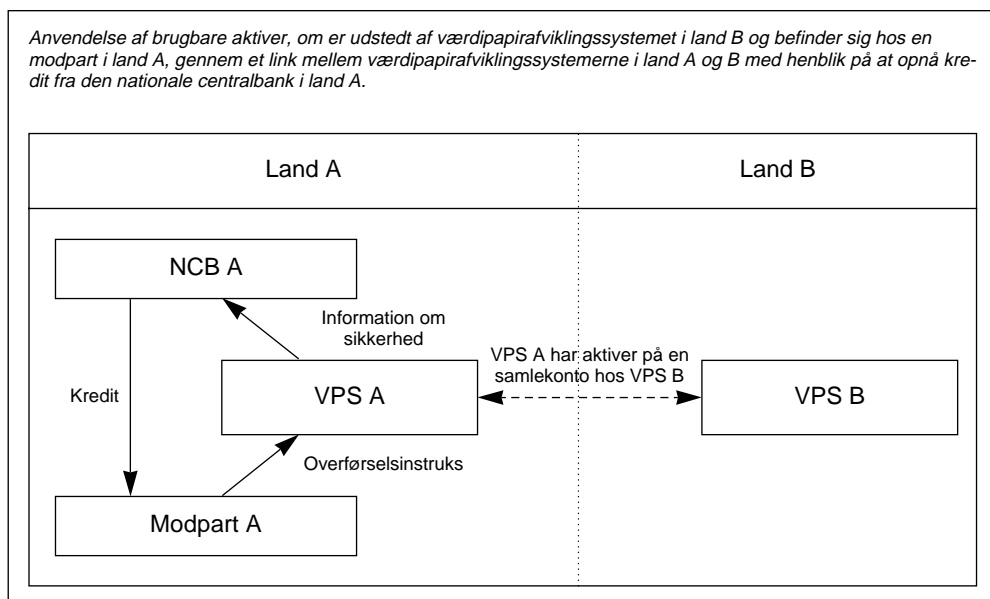 Anvendelse af brugbare aktiver, om er udstedt af værdipapirafviklingssystemet i land B og befinder sig hos en
modpart i land A, gennem et link mellem værdipapirafviklingssystemerne i land A og B med henblik på at opnå kre-
dit fra den nationale centralbank i land A.
Land A
Land B
NCB A
Information om
sikkerhed
VPS A har aktiver på en
samlekonto hos VPS B
Kredit
VPS A
VPS B
Overførselsinstruks
Modpart A